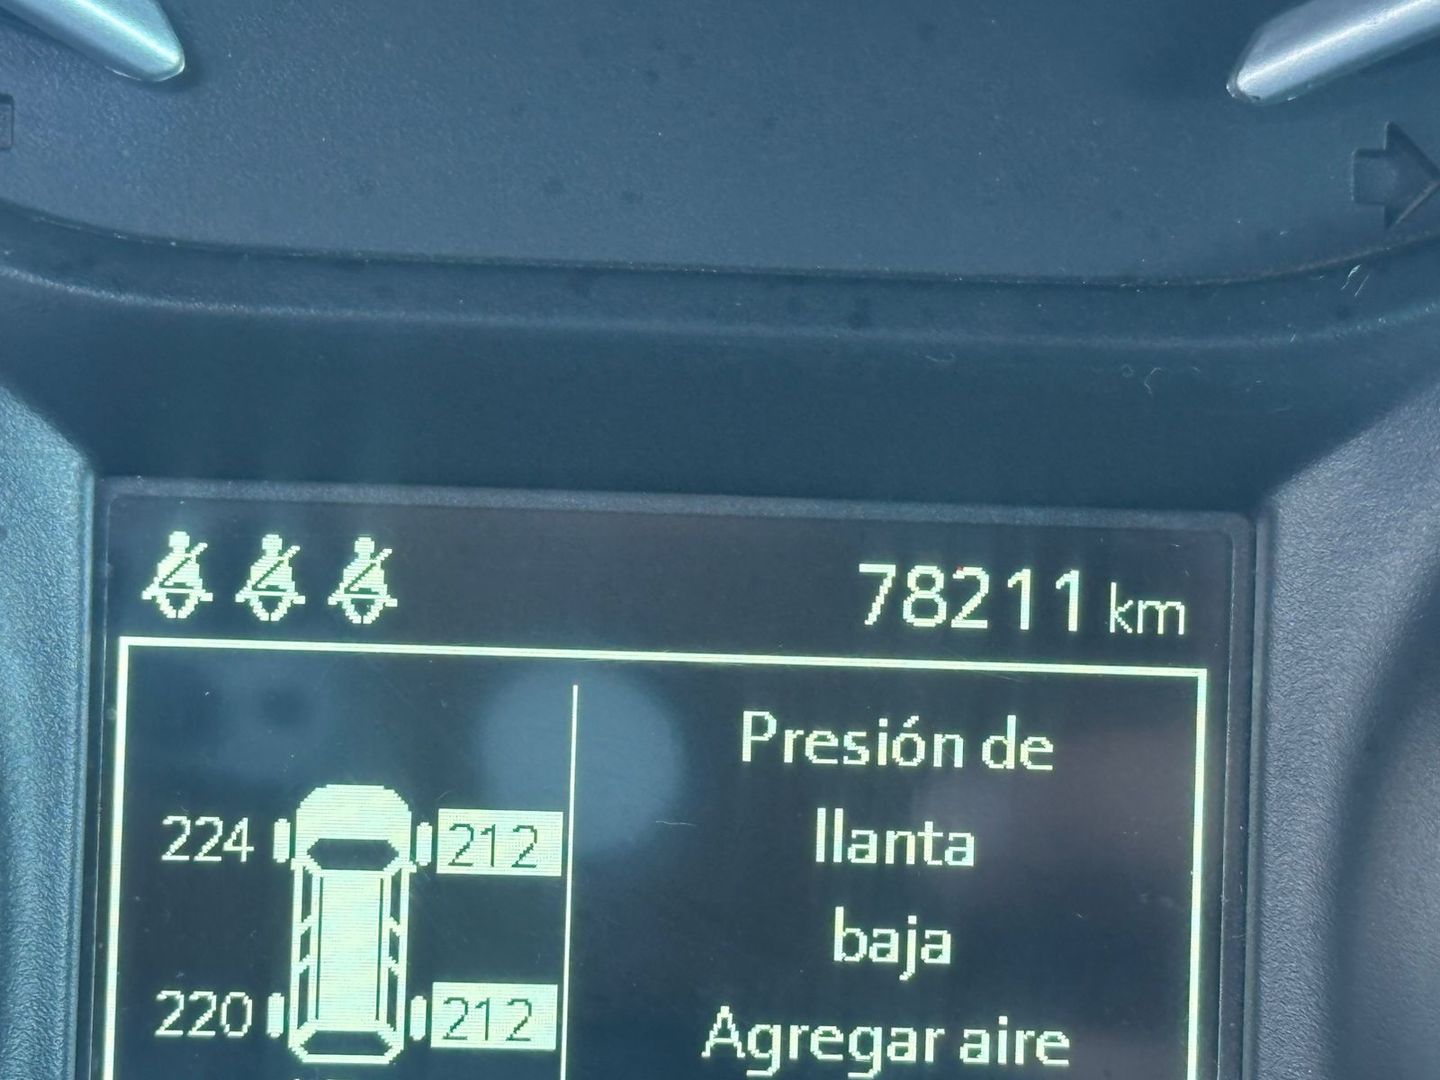 78211 km
Presión de
llanta
baja
Agregar aire
224 212
220 212